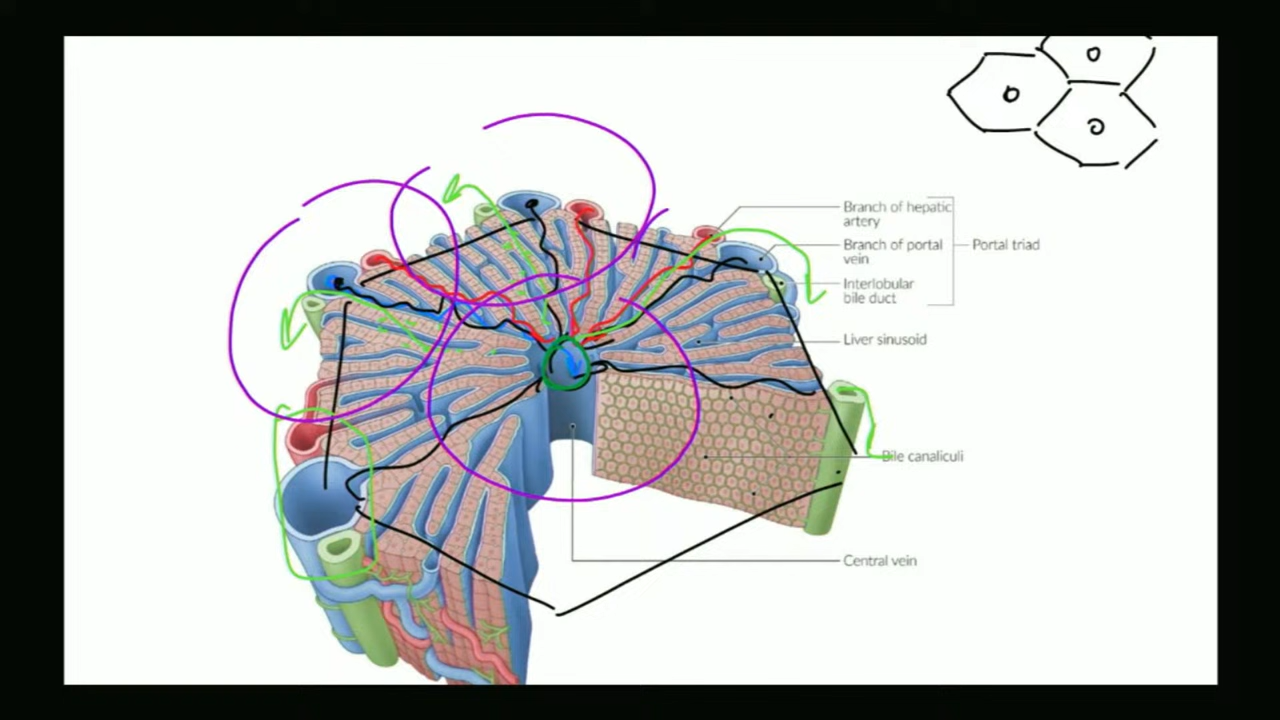 Branch of hepatic
artery
Branch of portal
vein
Portal triad
Interlobular
bile duct
Liver sinusoid
Bile canaliculi
Central vein